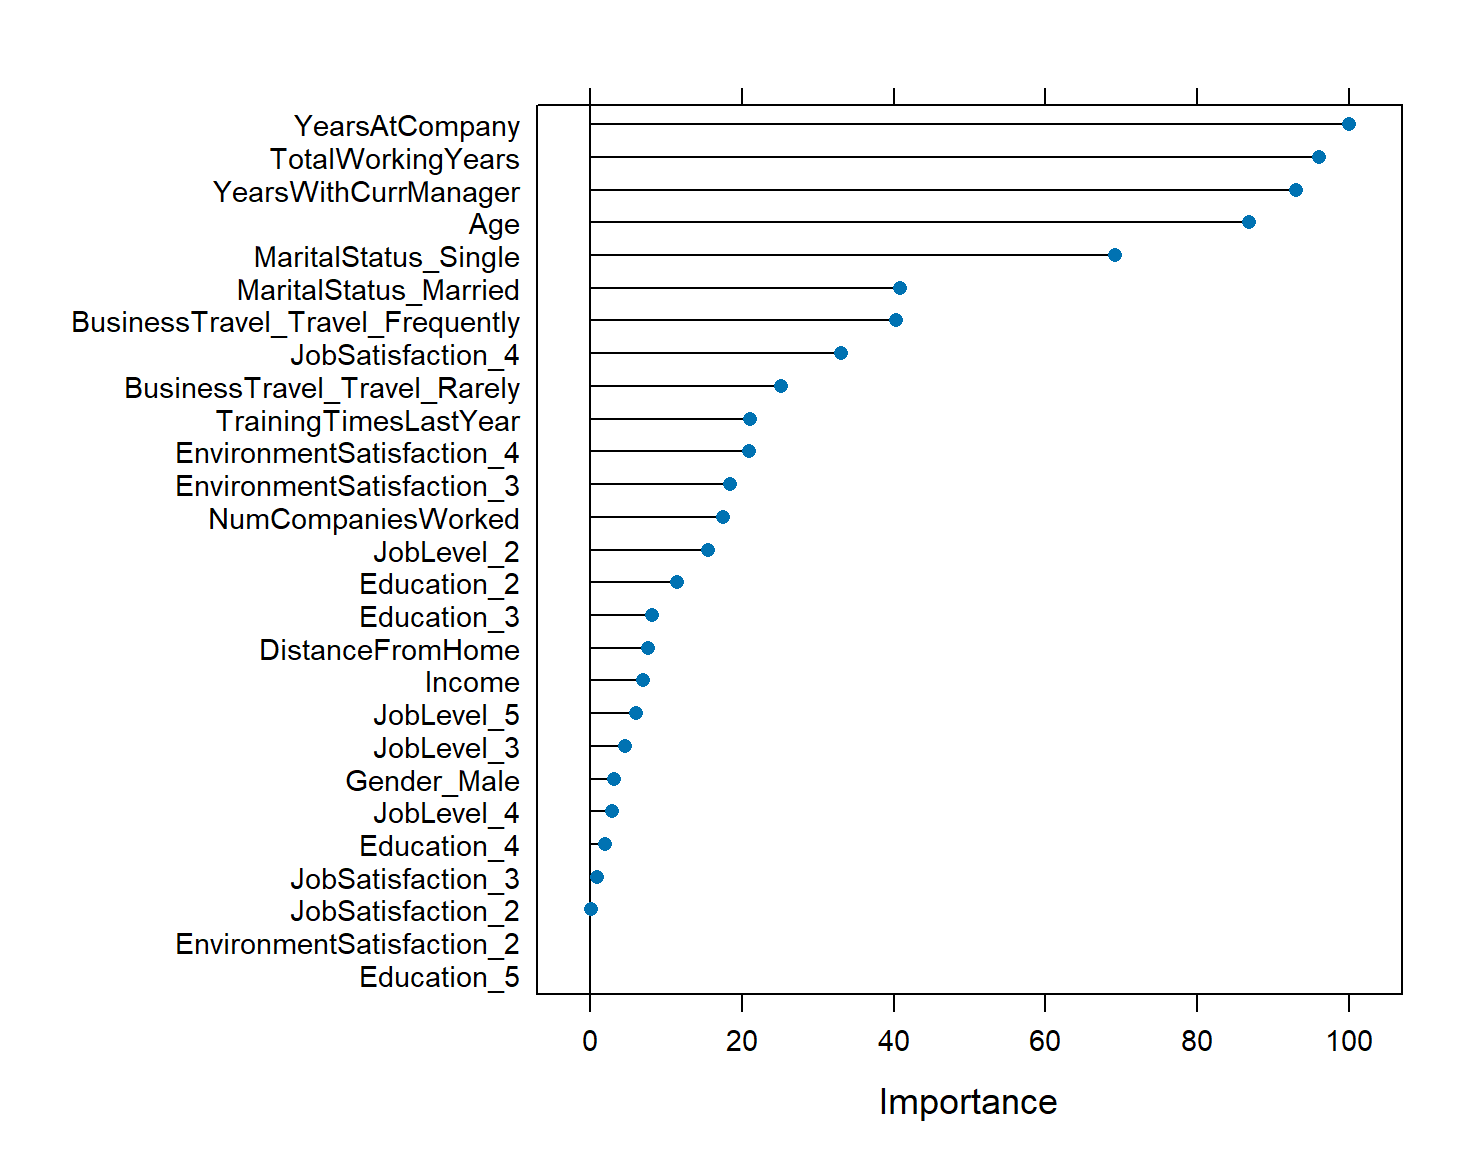 YearsAtCompany
TotalWorkingYears
YearsWithCurrManager
Age
MaritalStatus_Single
MaritalStatus_Married
BusinessTravel_Travel_Frequently
JobSatisfaction_4
BusinessTravel_Travel_Rarely
TrainingTimesLastYear
EnvironmentSatisfaction_4
EnvironmentSatisfaction_3
NumCompaniesWorked
JobLevel_2
Education_2
Education_3
DistanceFromHome
Income
JobLevel_5
JobLevel_3
Gender_Male
JobLevel_4
Education_4
JobSatisfaction_3
JobSatisfaction_2
EnvironmentSatisfaction_2
Education_5
0 20 40 60 80 100
Importance